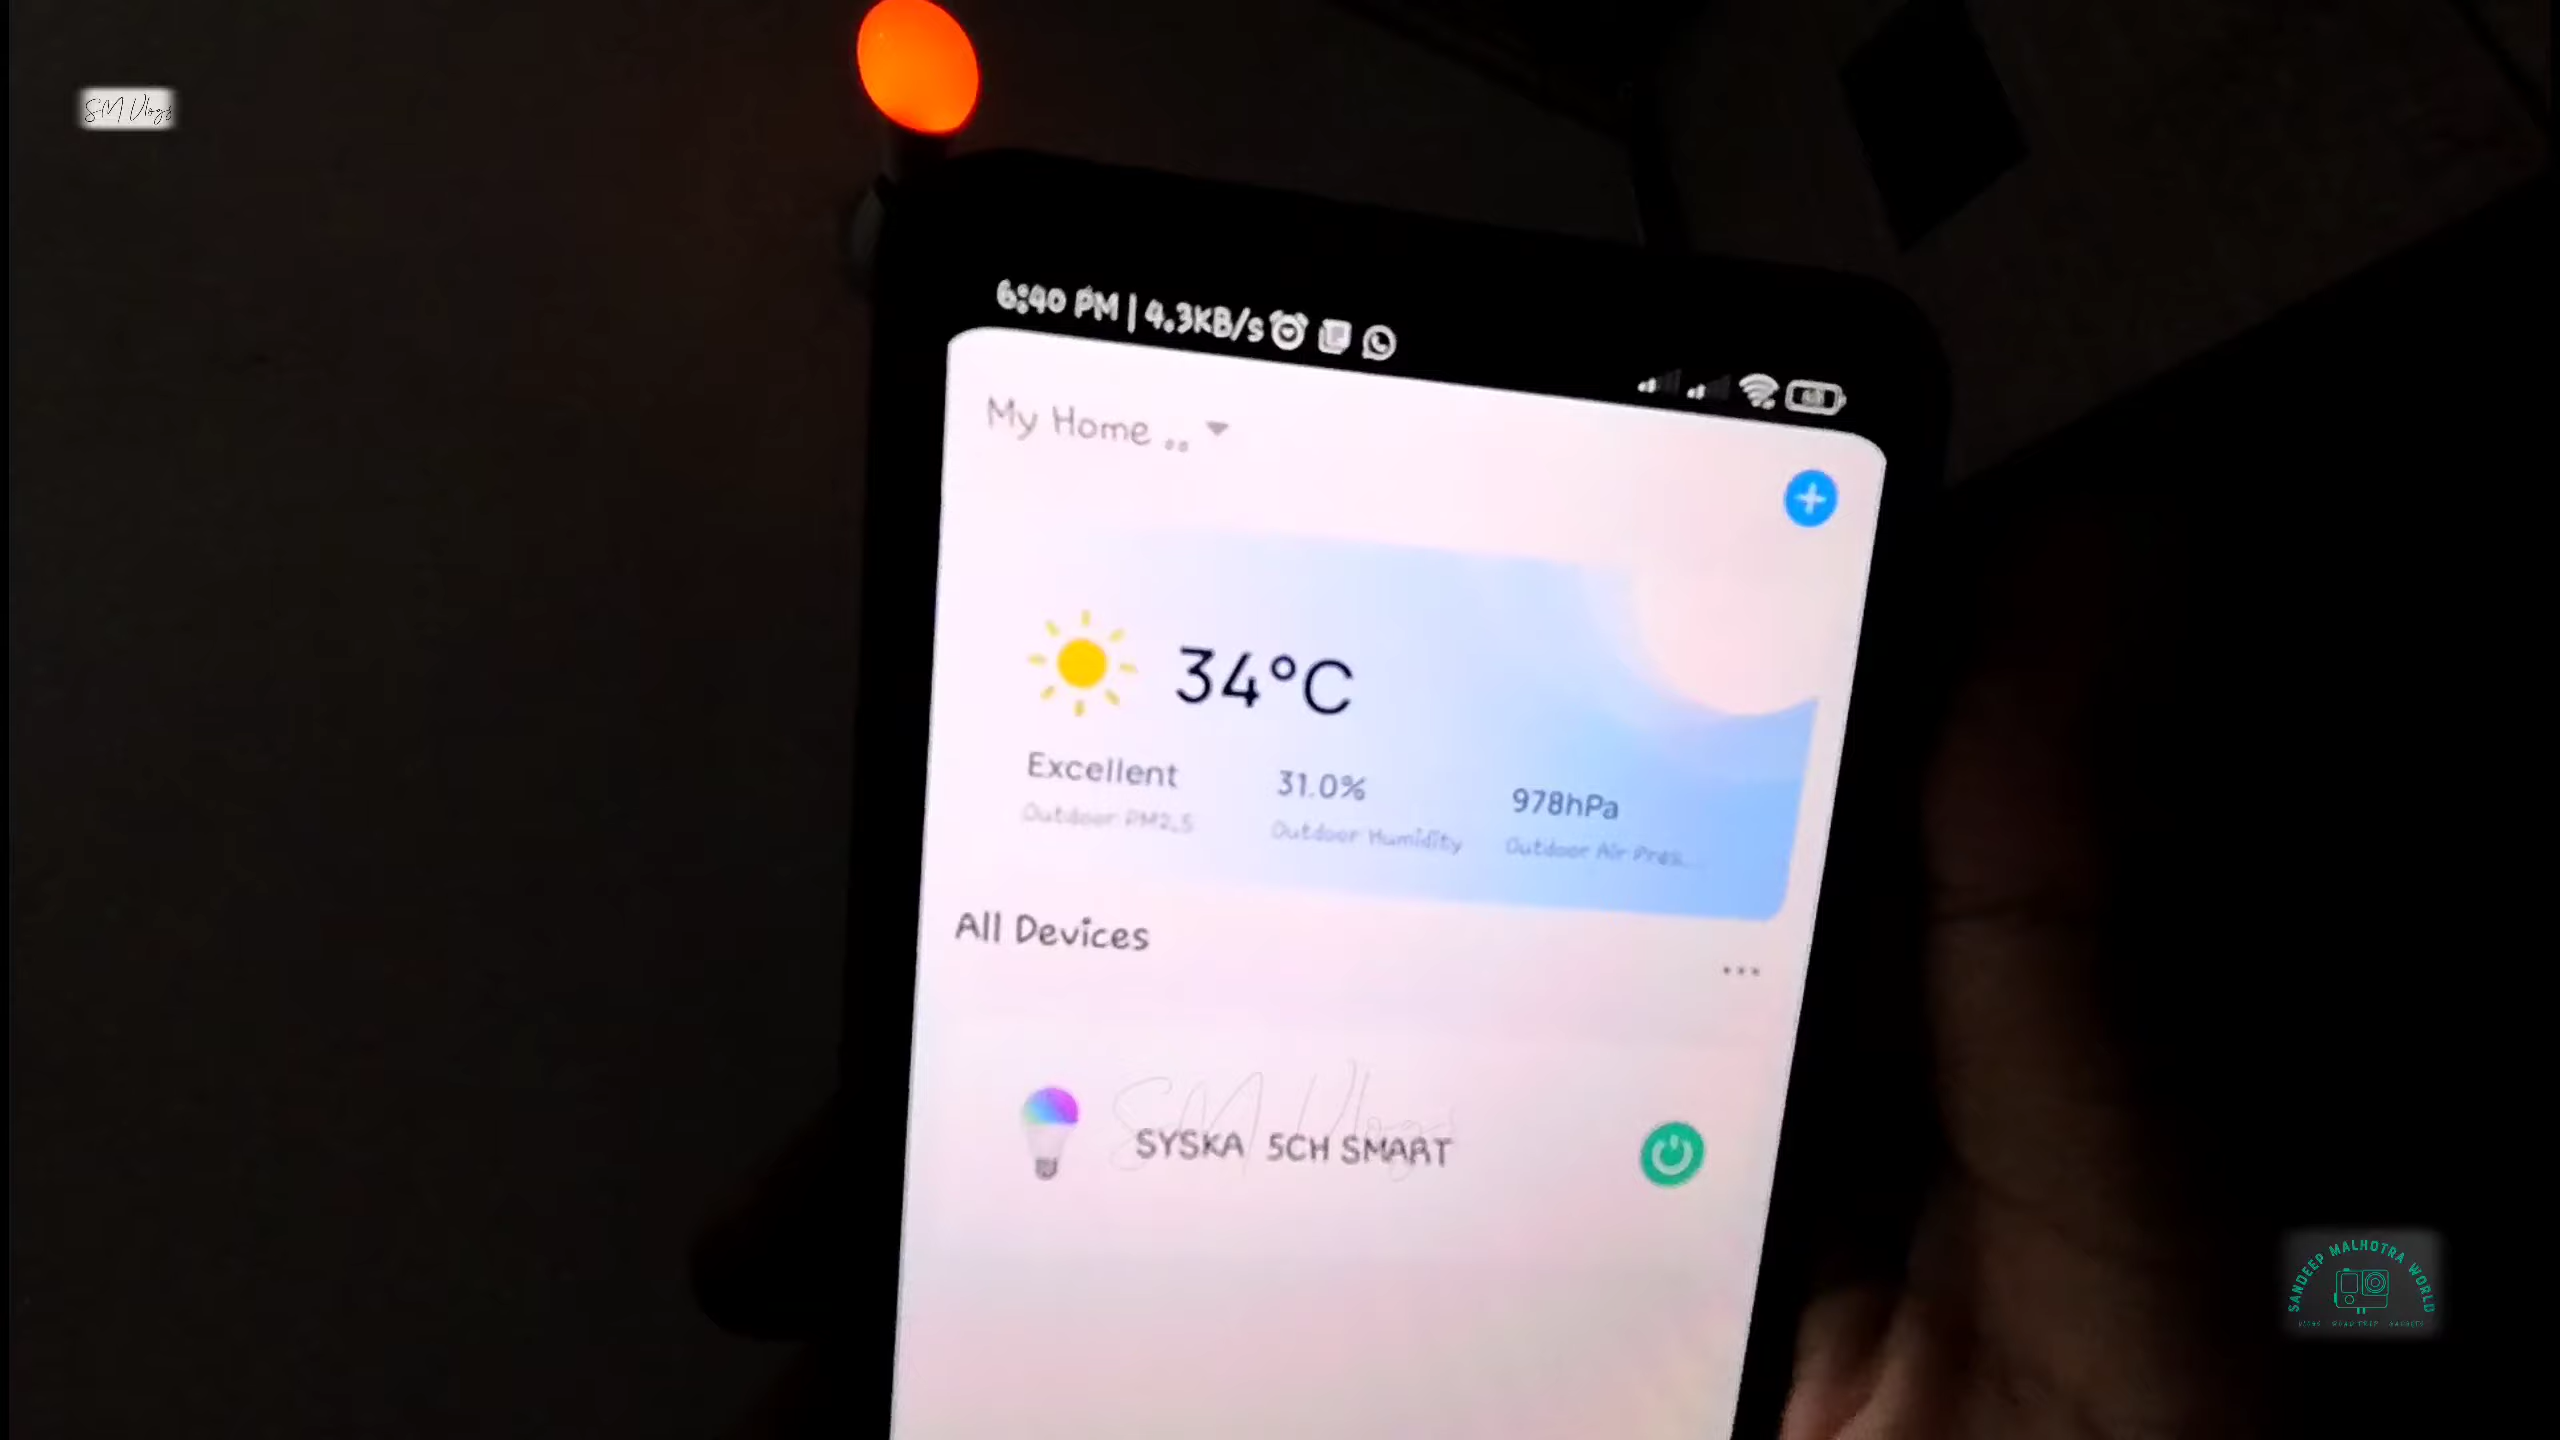 SM Vlogs
6:40 PM | 4.3KB/s
My Home ..
34°C
Excellent
31.0%
978hPa
Outdoor PM2.5
Outdoor Humidity
Outdoor Air Pres...
All Devices
SM Vlogs
SYSKA 5CH SMART
SANDEEP MALHOTRA WORLD